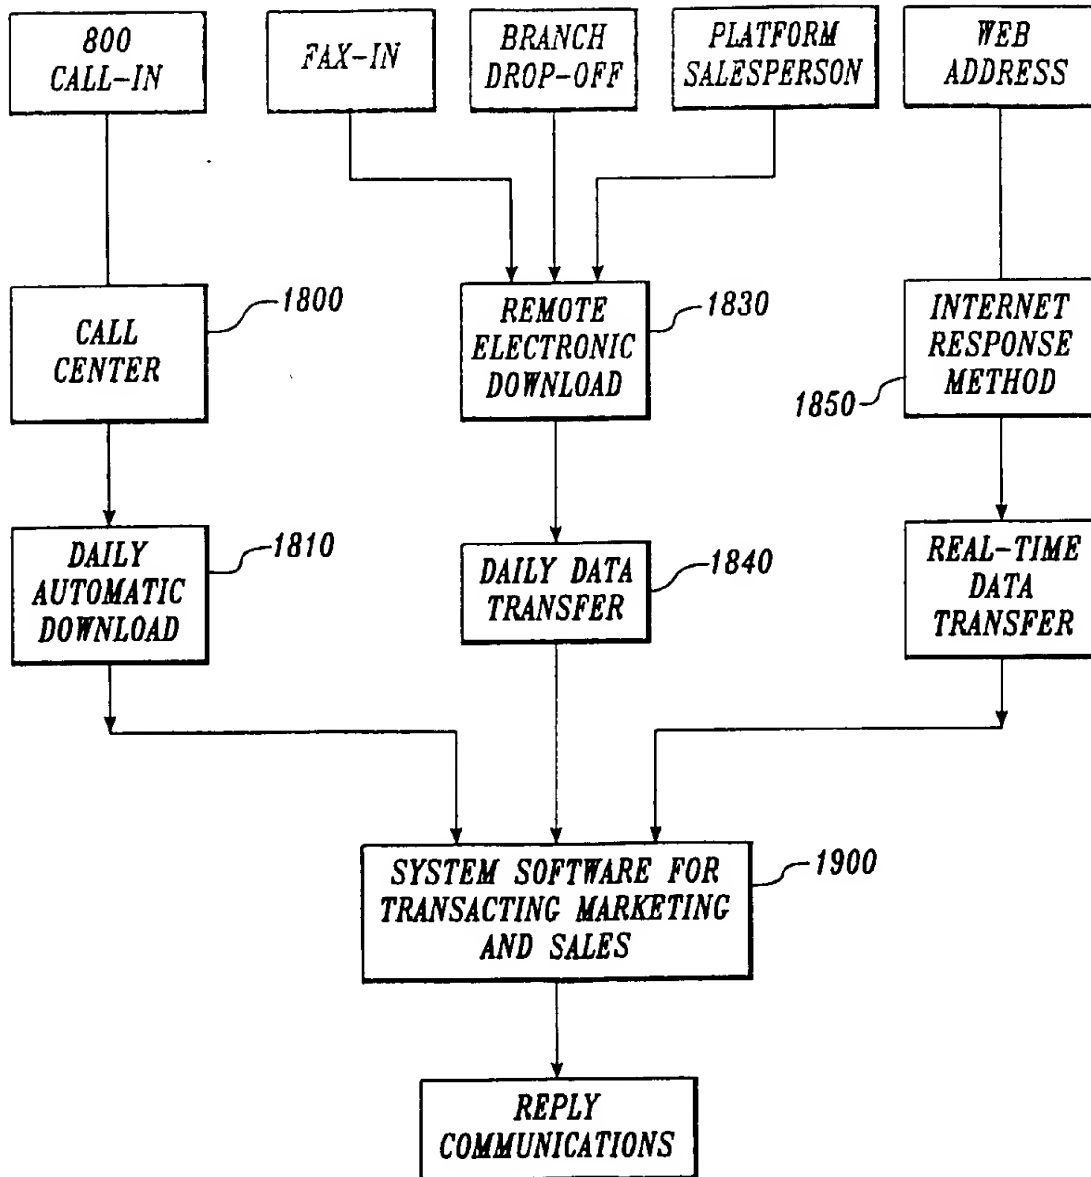 800
CALL-IN
FAX-IN
BRANCH
DROP-OFF
PLATFORM
SALESPERSON
WEB
ADDRESS
CALL
CENTER
1800
REMOTE
ELECTRONIC
DOWNLOAD
1830
INTERNET
RESPONSE
METHOD
1850
DAILY
AUTOMATIC
DOWNLOAD
1810
DAILY DATA
TRANSFER
1840
REAL-TIME
DATA
TRANSFER
SYSTEM SOFTWARE FOR
TRANSACTING MARKETING
AND SALES
1900
REPLY
COMMUNICATIONS